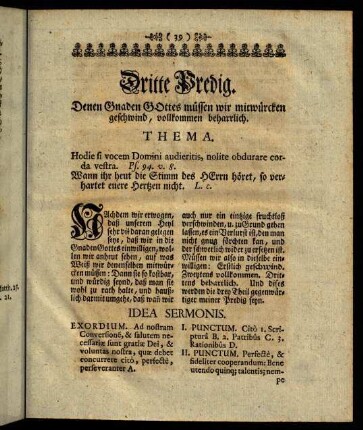 ( 39 )
Dritte Predig.
Denen Gnaden GOttes müssen wir mitwürcken
geschwind, vollkommen beharrlich.
THEMA.
Hodie si vocem Domini audieritis, nolite obdurare cor-
da vestra. Ps. 94. v. 8.
Wann ihr heut die Stimm des HErrn höret, so ver-
hartet euere Hertzen nicht. L. c.
NAchdem wir erwogen,
daß unserem Heyl
sehr vil daran gelegen
seye, daß wir in die
Gnaden Gottes einwilligen, wol-
len wir anheut sehen, auf was
Weiß wir denenselben mitwür-
cken müssen: Dann sie so kostbar,
und würdig seynd, daß man so
wohl zu rath halte, und häuß-
lich darmit umgehe, daß wir
auch nur ein eintzige fruchtloß
verschwinden, u. zu Grund gehen
lassen, es ein Verlurst ist, den man
nicht gnug förchten kan, und
der schwerlich wider zu ersetzen ist.
Müssen wir also in dieselbe ein-
willigen: Erstlich geschwind.
Zweytens vollkommen. Drit-
tens beharrlich. Und dises
werden die drey Theil gegenwär-
tiger meiner Predig seyn.
IDEA SERMONIS.
EXORDIUM. Ad nostram
Conversionē, & salutem ne-
cessariæ sunt gratiæ Dei, &
voluntas nostra, quæ debet
concurrere citò, perfectè,
perseveranter A.
I. PUNCTUM. Citò 1. Scri-
pturâ B. 2. Patribus C. 3.
Rationibus D.
II. PUNCTUM. Perfectè, &
fideliter cooperandum: Bene
utendo quinq; talentis; nem-
pe